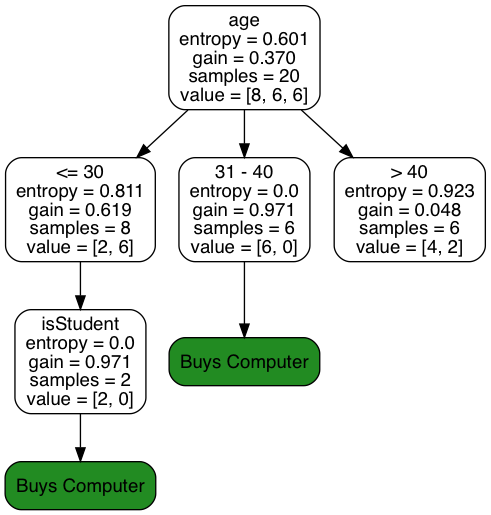 age
entropy = 0.601
gain = 0.370
samples = 20
value = [8, 6, 6]
<= 30
entropy = 0.811
gain = 0.619
samples = 8
value = [2, 6]
31 - 40
entropy = 0.0
gain = 0.971
samples = 6
value = [6, 0]
> 40
entropy = 0.923
gain = 0.048
samples = 6
value = [4, 2]
isStudent
entropy = 0.0
gain = 0.971
samples = 2
value = [2, 0]
Buys Computer
Buys Computer